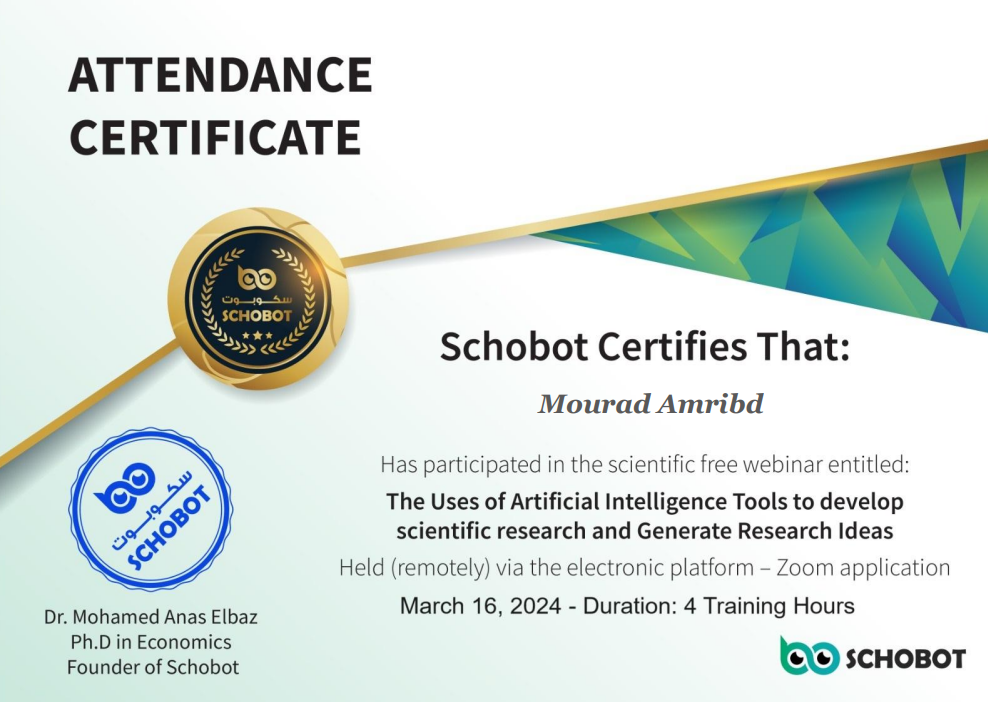 ATTENDANCE
CERTIFICATE
سكوبوت
SCHOBOT
Schobot Certifies That:
Mourad Amribd
Has participated in the scientific free webinar entitled:
The Uses of Artificial Intelligence Tools to develop
scientific research and Generate Research Ideas
Held (remotely) via the electronic platform – Zoom application
March 16, 2024 - Duration: 4 Training Hours
سكوبوت
SCHOBOT
Dr. Mohamed Anas Elbaz
Ph.D in Economics
Founder of Schobot
SCHOBOT